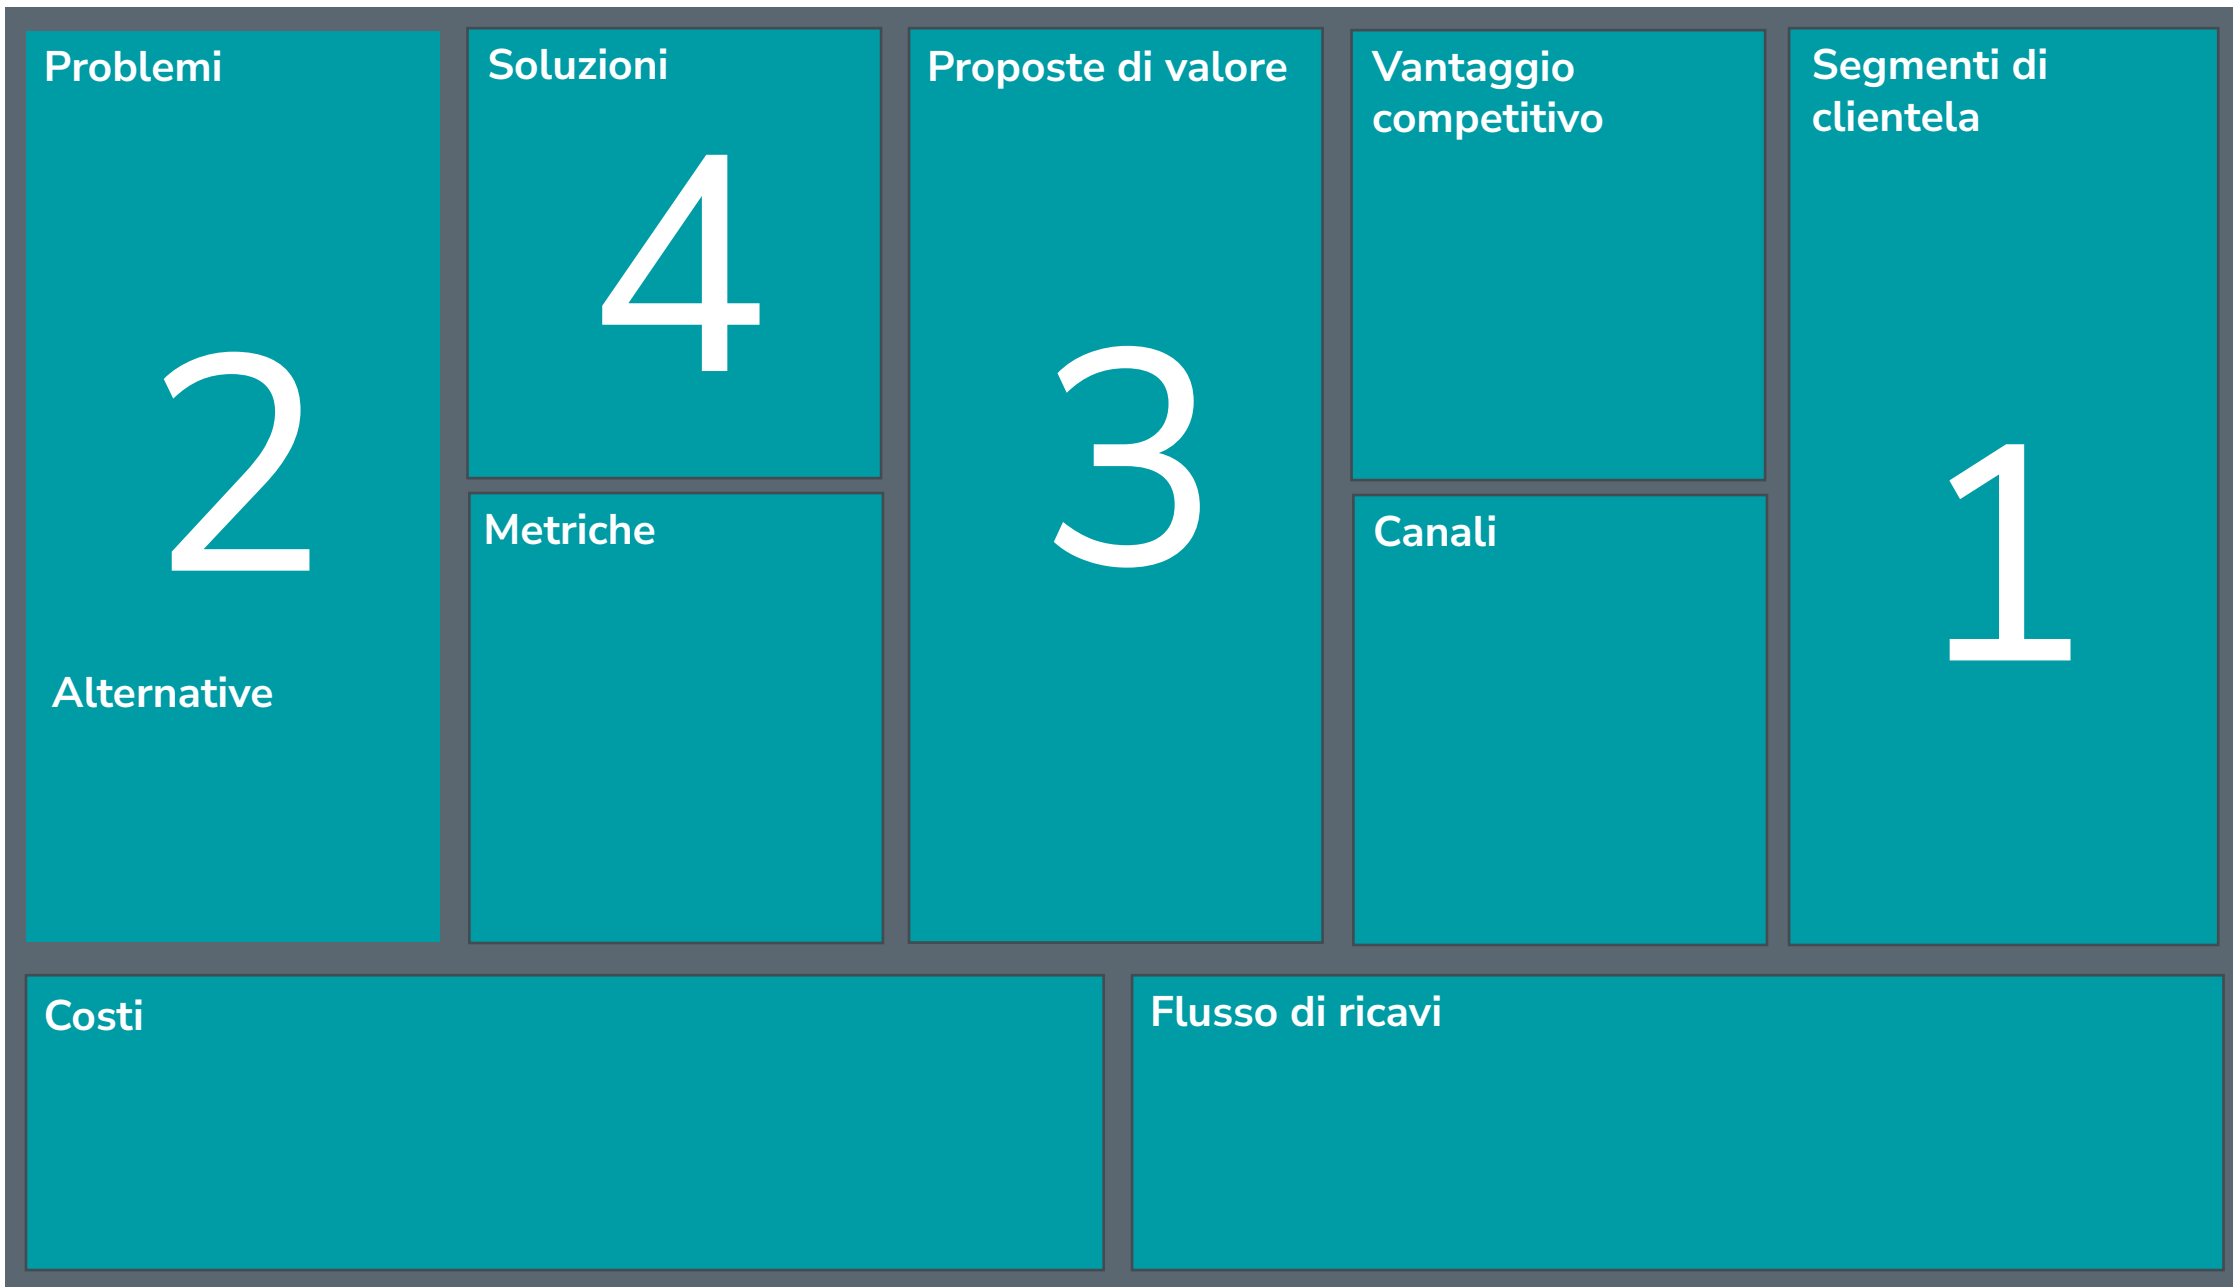 Problemi
2
Alternative
Soluzioni
4
Metriche
Proposte di valore
3
Vantaggio
competitivo
Canali
Segmenti di
clientela
1
Costi
Flusso di ricavi